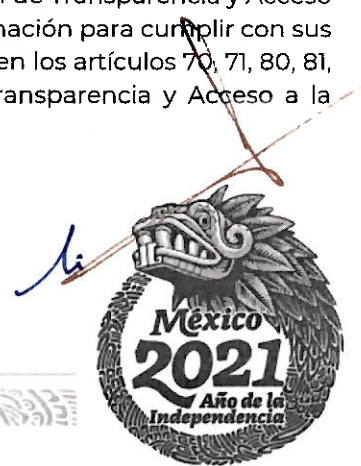 de Transparencia y Acceso
mación para cumplir con sus
en los artículos 70, 71, 80, 81,
ransparencia y Acceso a la
México
2021
Año de la
Independencia